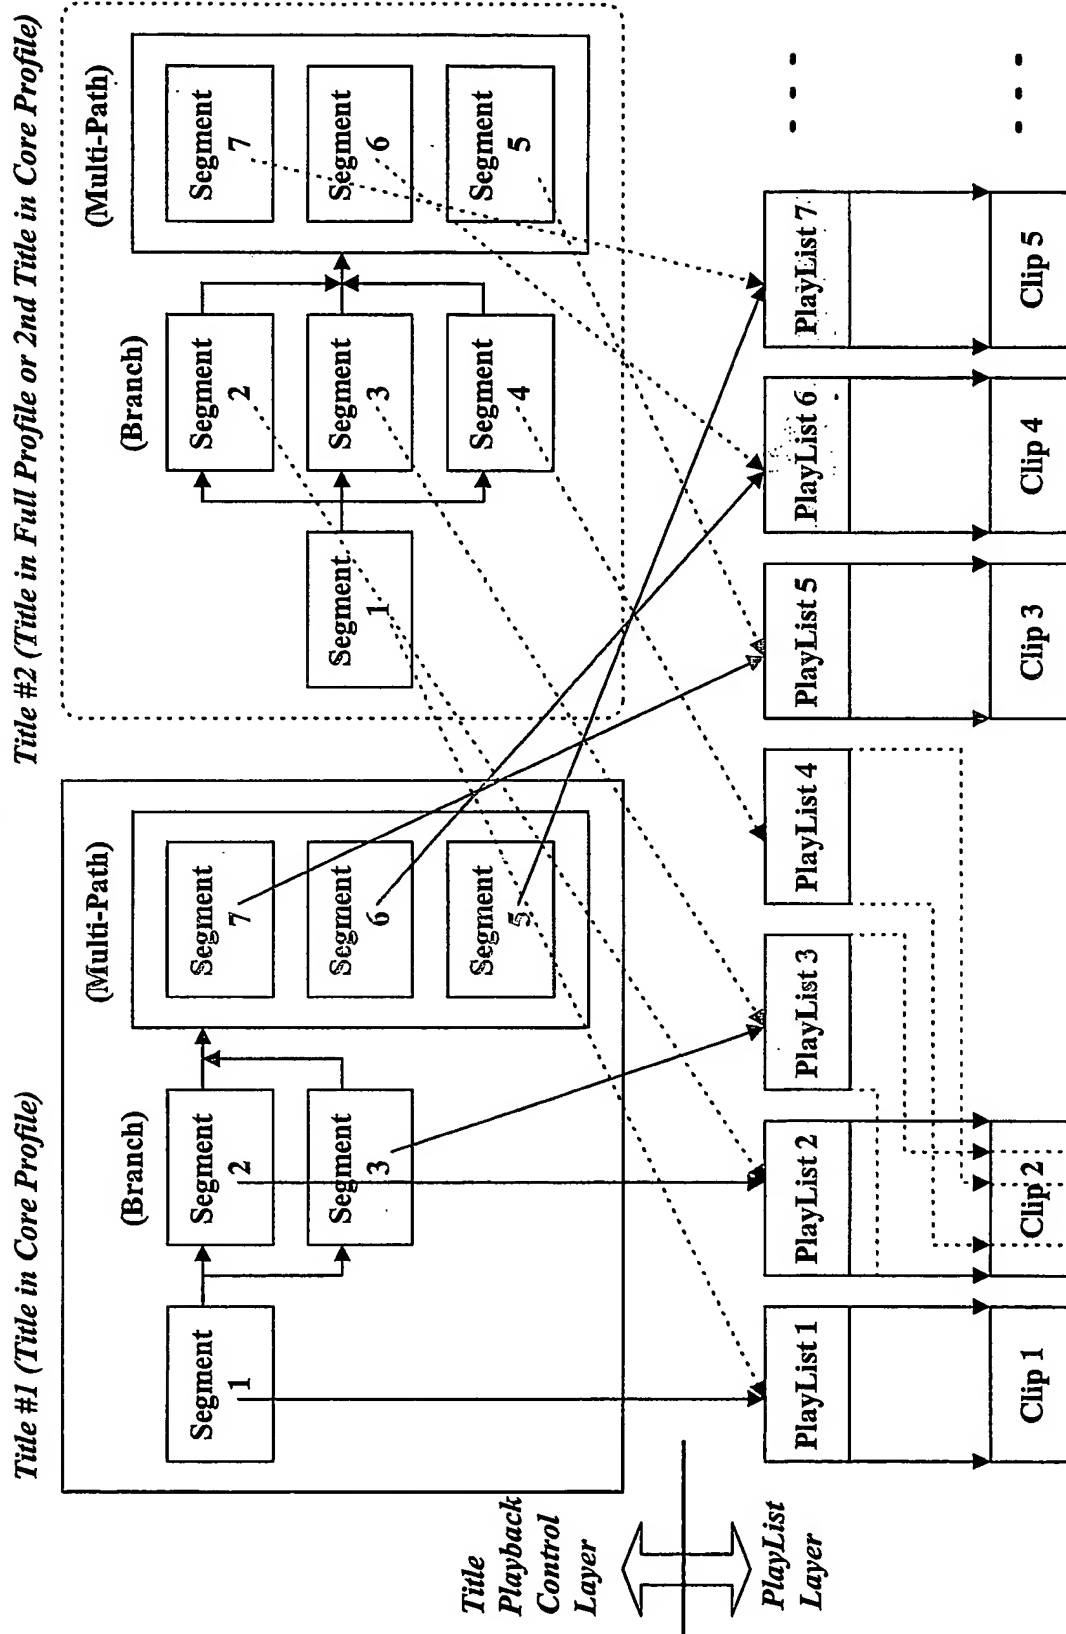 Title #1 (Title in Core Profile)
Title #2 (Title in Full Profile or 2nd Title in Core Profile)
(Branch)
(Multi-Path)
(Branch)
(Multi-Path)
Segment
1
Segment
2
Segment
3
Segment
7
Segment
6
Segment
5
Segment
1
Segment
2
Segment
3
Segment
4
Segment
7
Segment
6
Segment
5
Title
Playback
Control
Layer
PlayList
Layer
PlayList 1
PlayList 2
PlayList 3
PlayList 4
PlayList 5
PlayList 6
PlayList 7
Clip 1
Clip 2
Clip 3
Clip 4
Clip 5